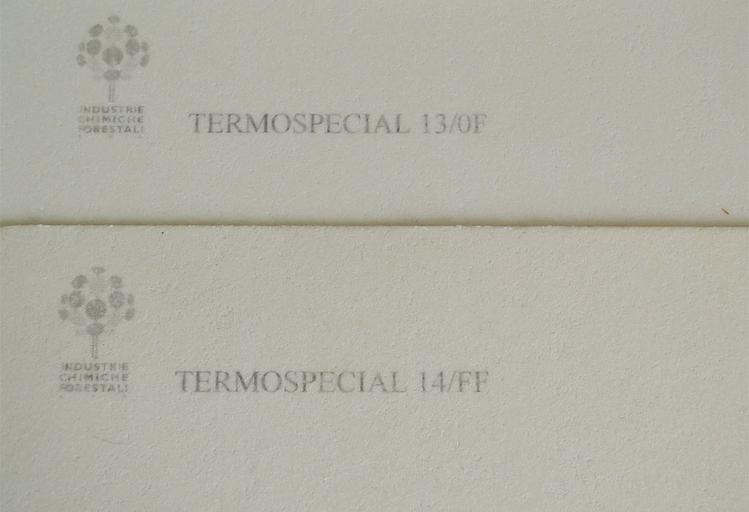 INDUSTRIE
CHIMICHE
FORESTALI
TERMOSPECIAL 13/0F
INDUSTRIE
CHIMICHE
FORESTALI
TERMOSPECIAL 14/FF